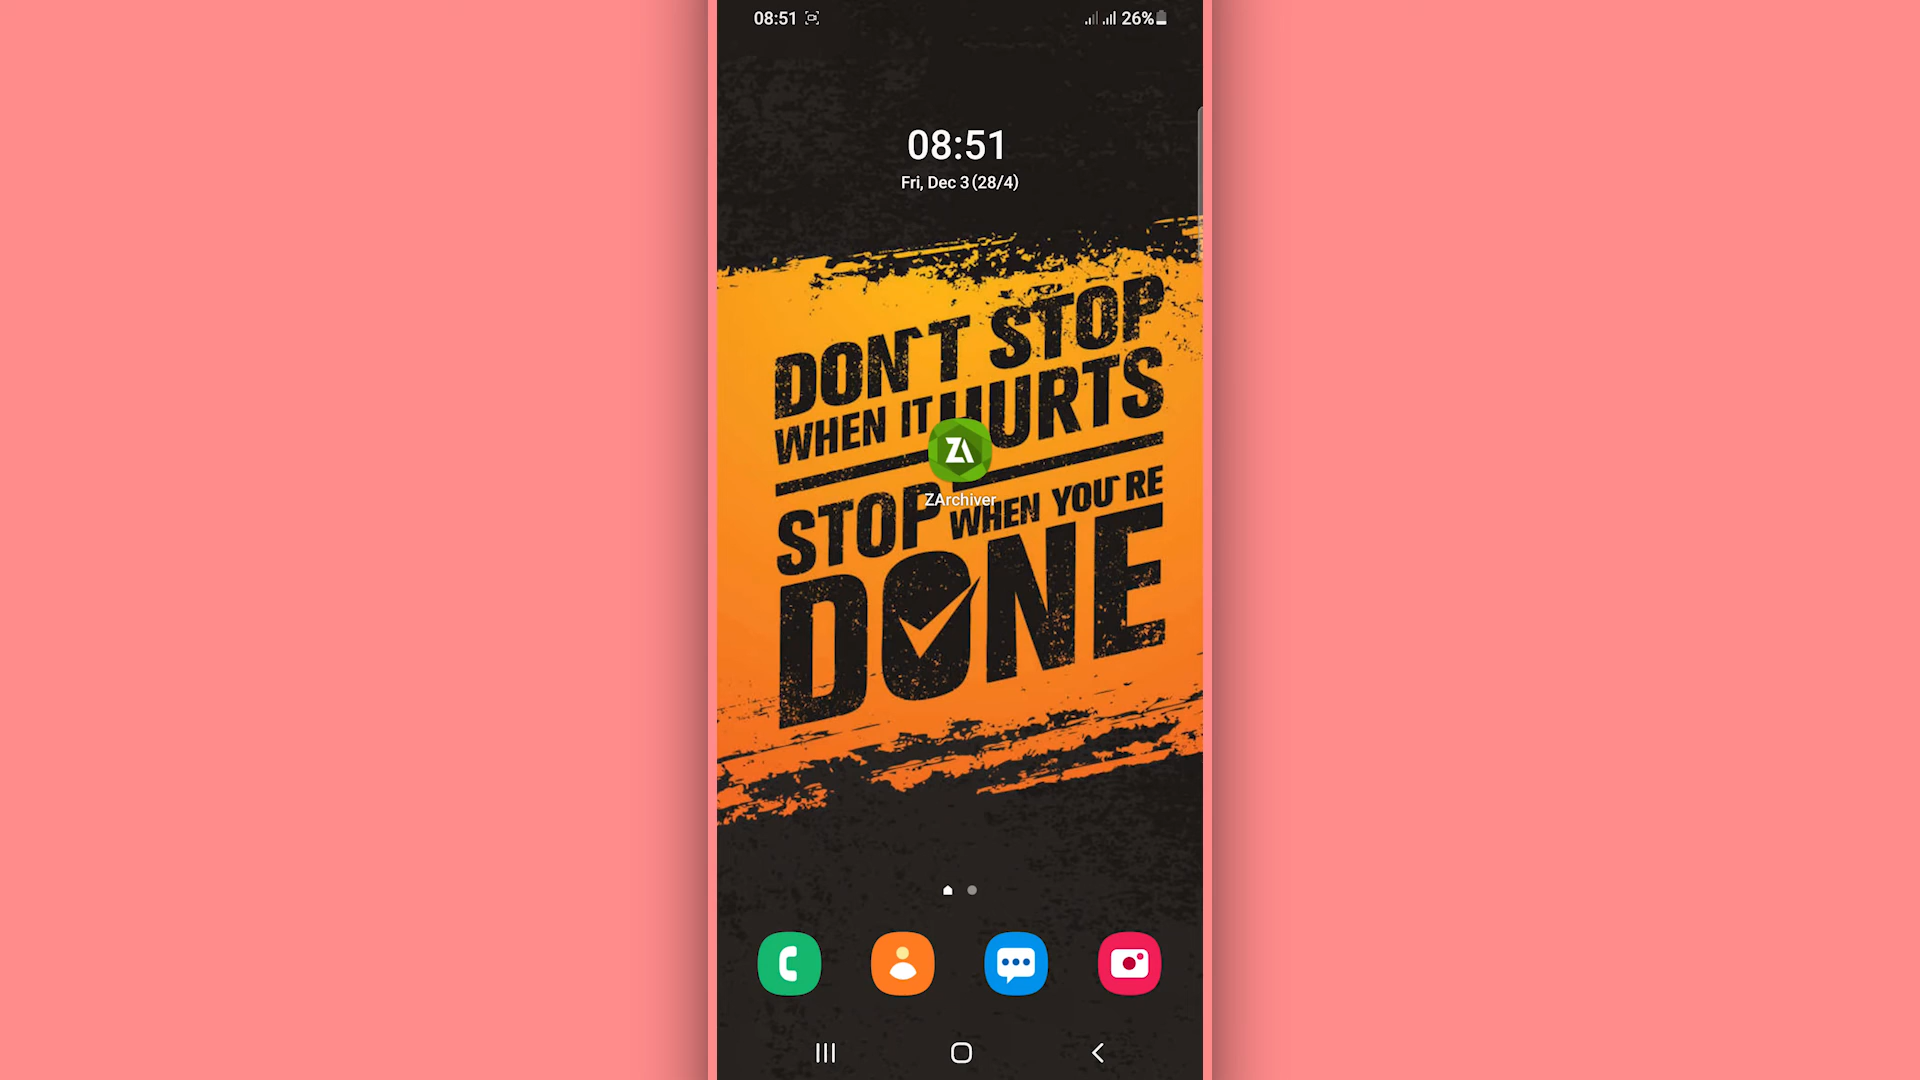 08:51 26%
08:51
Fri, Dec 3 (28/4)
DON'T STOP
WHEN IT HURTS
ZA
ZArchiver
STOP WHEN YOU'RE
DONE